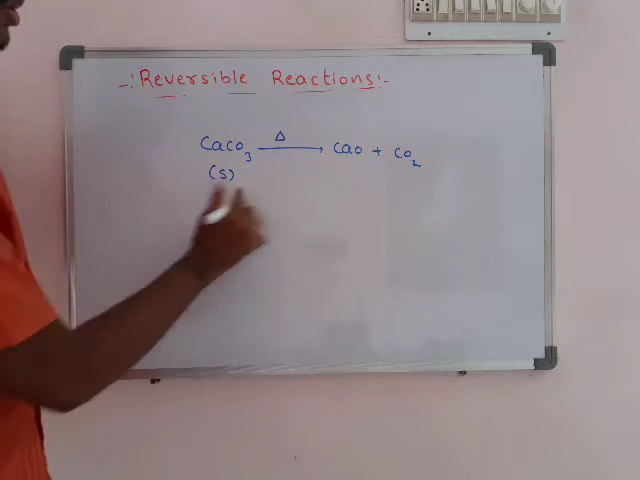 -: Reversible Reactions:-
CaCO₃ —Δ→ CaO + CO₂
(s)